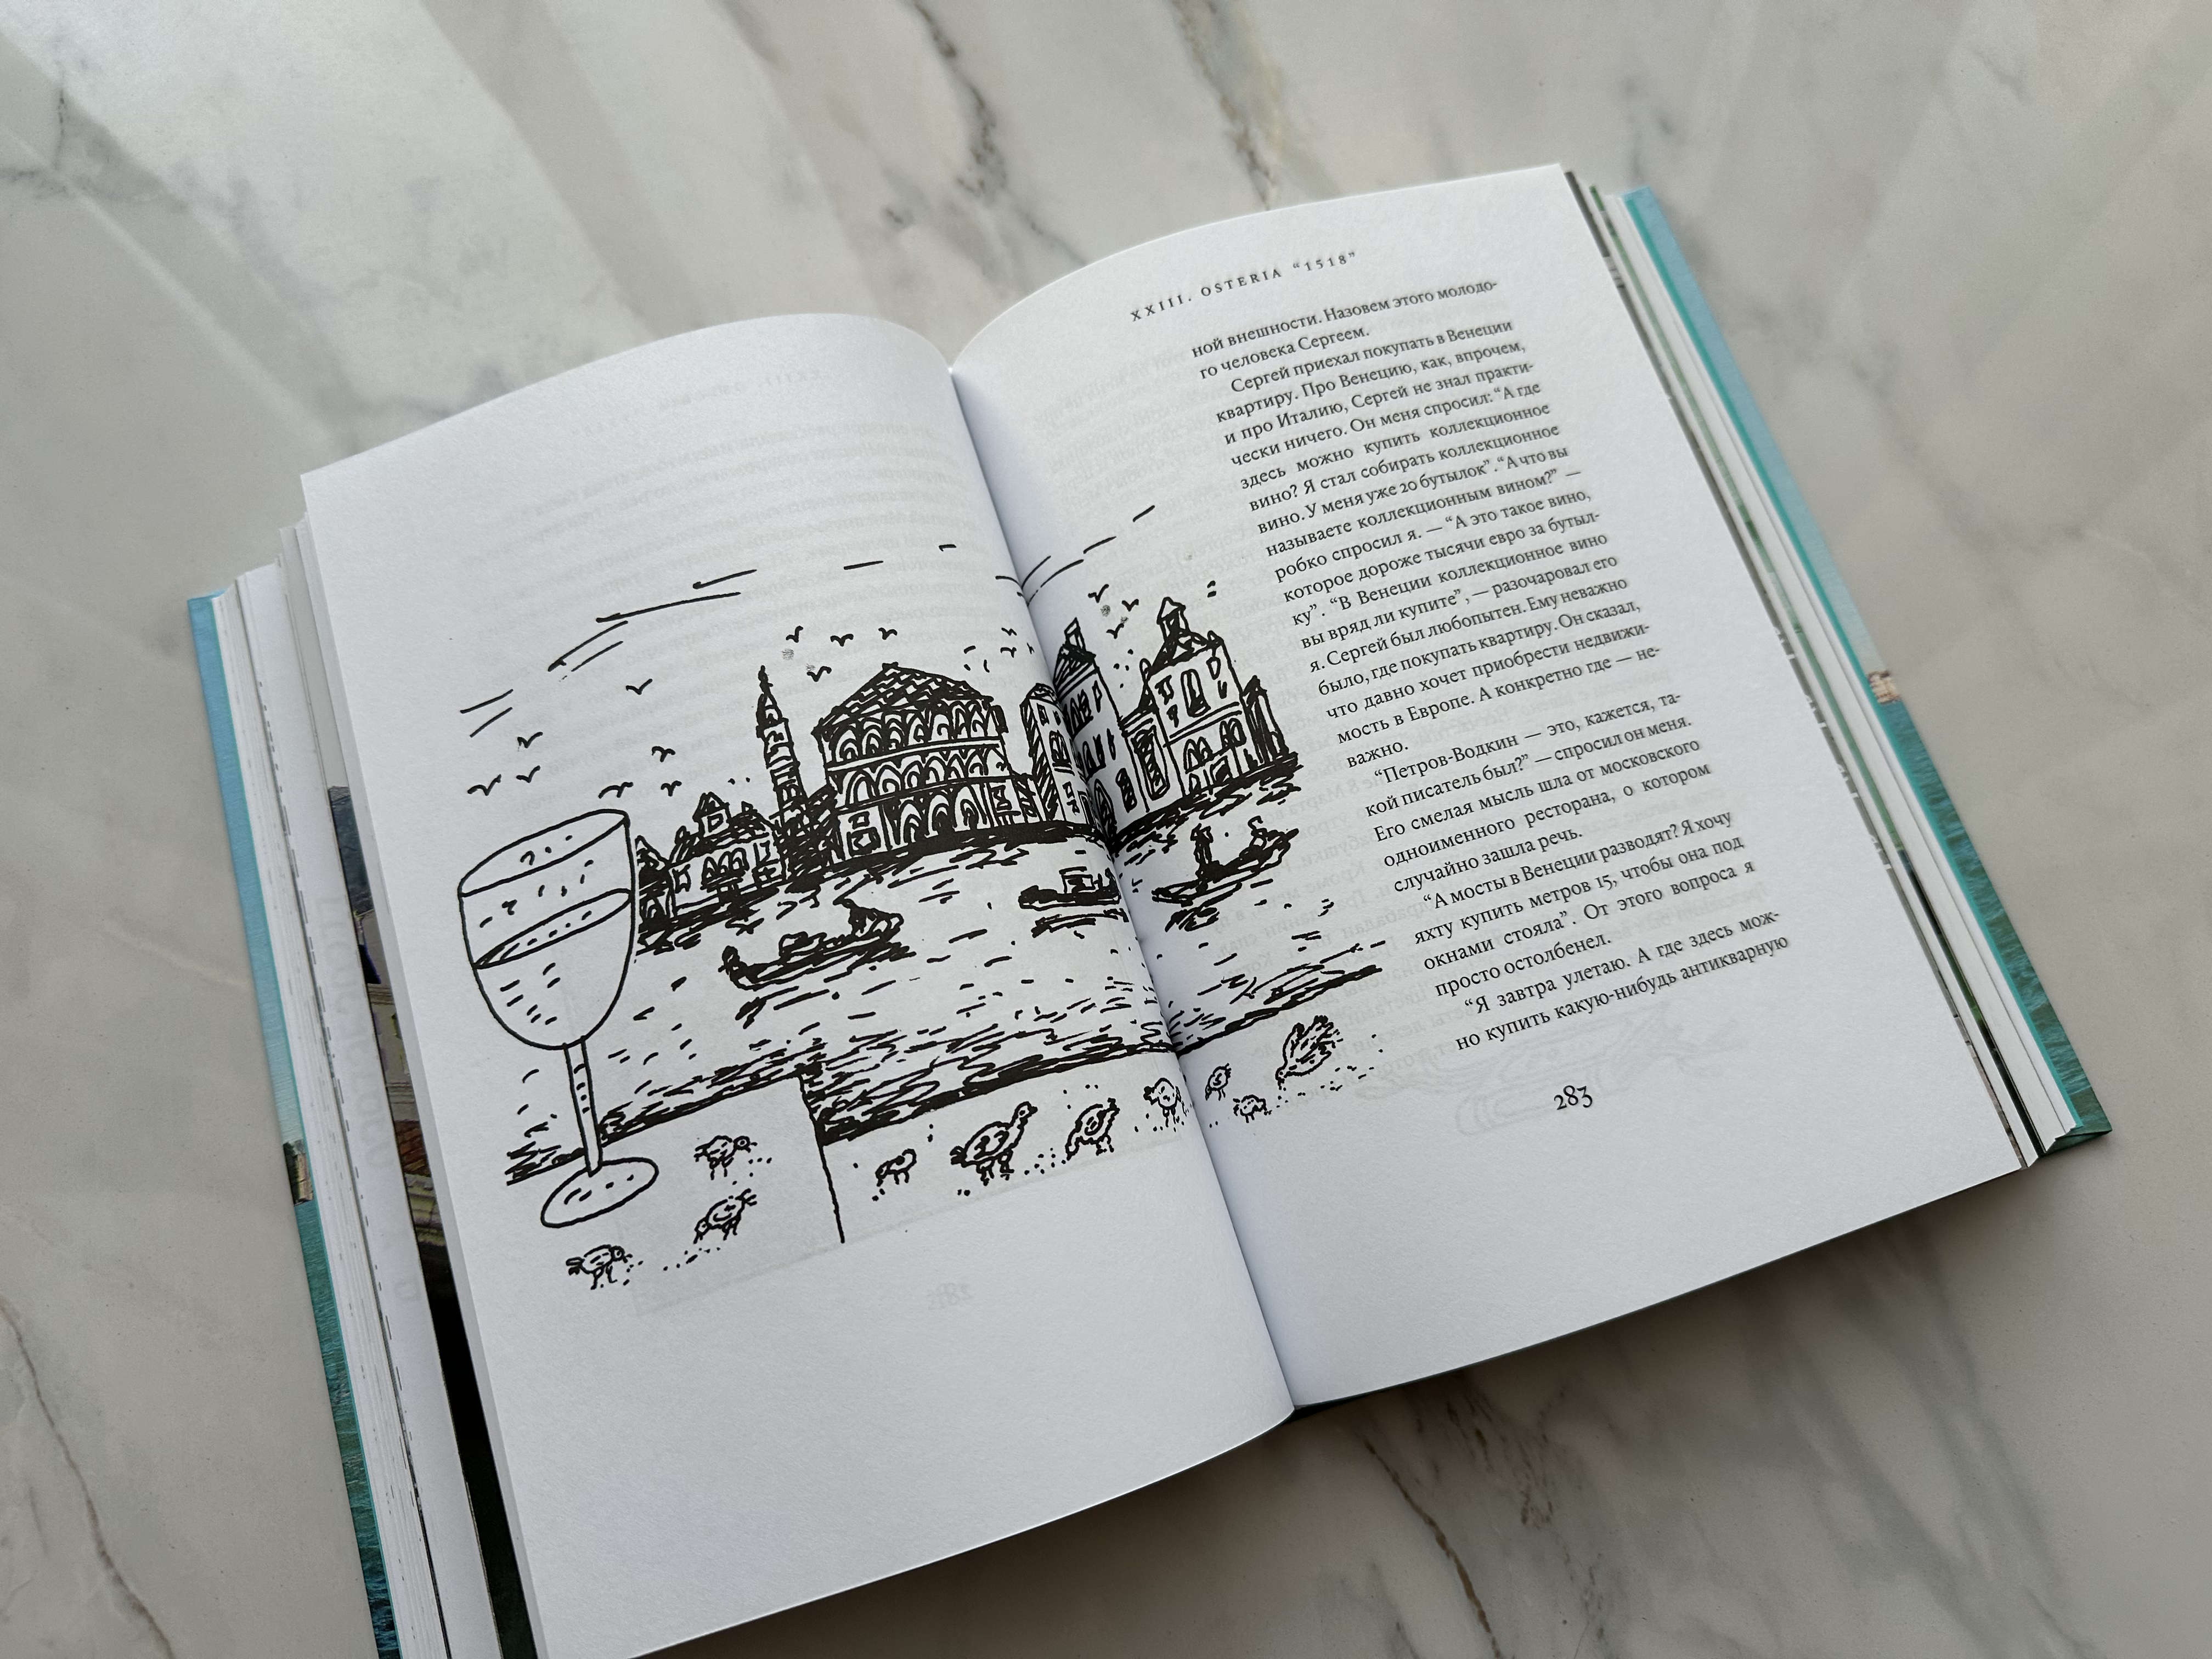 XXIII. OSTERIA “1518”
ной внешности. Назовем этого молодо-
го человека Сергеем.
Сергей приехал покупать в Венеции
квартиру. Про Венецию, как, впрочем,
и про Италию, Сергей не знал практи-
чески ничего. Он меня спросил: “А где
здесь можно купить коллекционное
вино? Я стал собирать коллекционное
вино. У меня уже 20 бутылок”. “А что вы
называете коллекционным вином?” —
робко спросил я. — “А это такое вино,
которое дороже тысячи евро за бутыл-
ку”. “В Венеции коллекционное вино
вы вряд ли купите”, — разочаровал его
я. Сергей был любопытен. Ему неважно
было, где покупать квартиру. Он сказал,
что давно хочет приобрести недвижи-
мость в Европе. А конкретно где — не-
важно.
“Петров-Водкин — это, кажется, та-
кой писатель был?” — спросил он меня.
Его смелая мысль шла от московского
одноименного ресторана, о котором
случайно зашла речь.
“А мосты в Венеции разводят? Я хочу
яхту купить метров 15, чтобы она под
окнами стояла”. От этого вопроса я
просто остолбенел.
“Я завтра улетаю. А где здесь мож-
но купить какую-нибудь антикварную
283